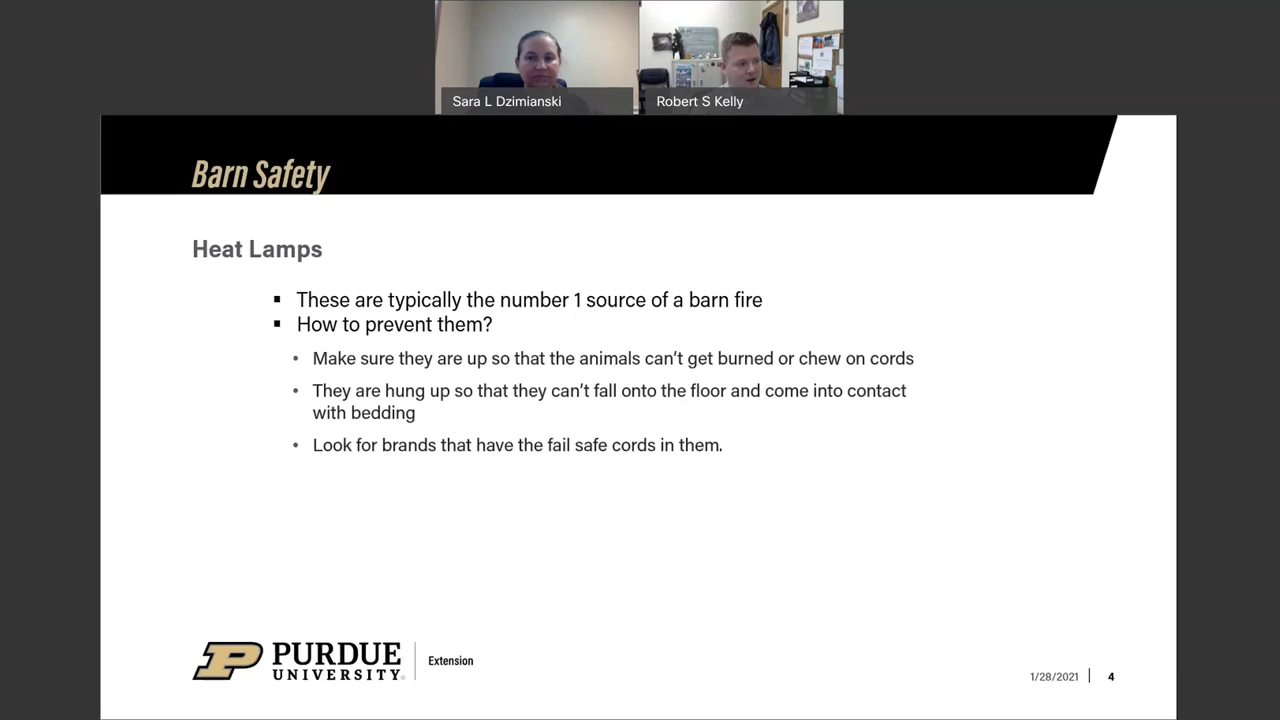 Sara L Dzimianski
Robert S Kelly
Barn Safety
Heat Lamps
▪ These are typically the number 1 source of a barn fire
▪ How to prevent them?
• Make sure they are up so that the animals can't get burned or chew on cords
• They are hung up so that they can't fall onto the floor and come into contact
with bedding
• Look for brands that have the fail safe cords in them.
PURDUE
UNIVERSITY®
Extension
1/28/2021
4